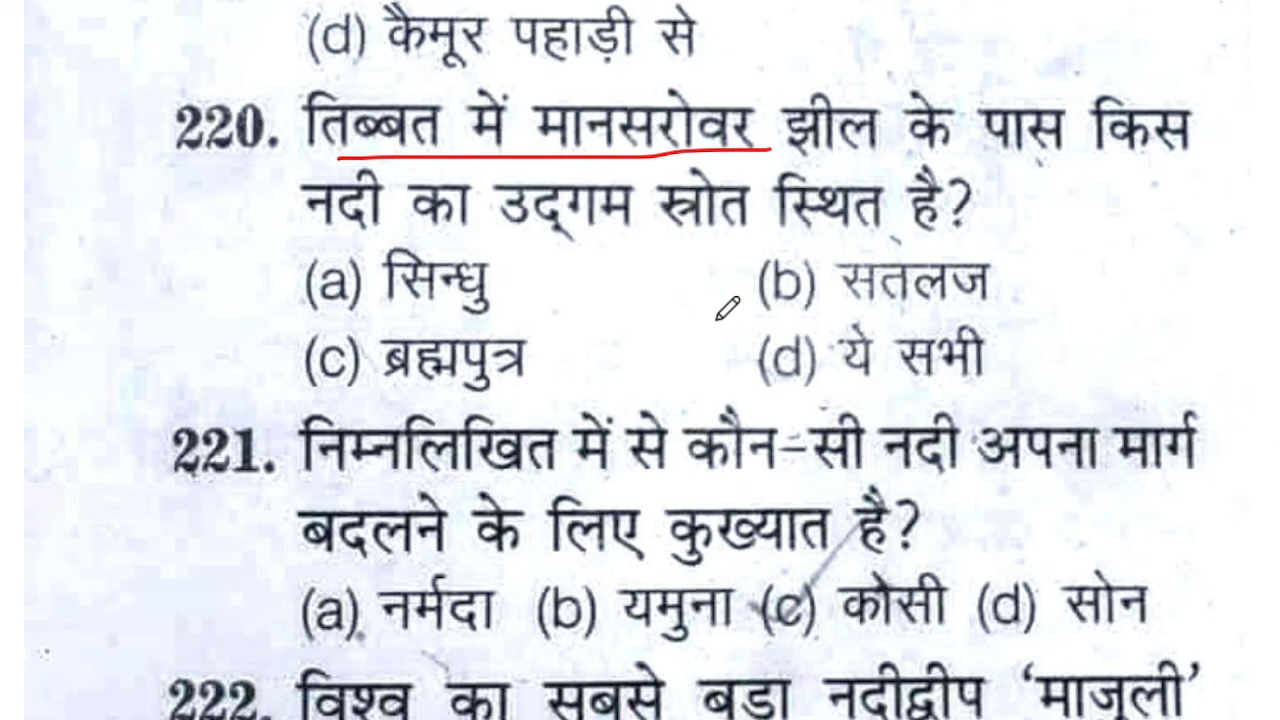 (d) कैमूर पहाड़ी से
220. तिब्बत में मानसरोवर झील के पास किस
नदी का उद्‌गम स्रोत स्थित है?
(a) सिन्धु (b) सतलज
(c) ब्रह्मपुत्र (d) ये सभी
221. निम्नलिखित में से कौन-सी नदी अपना मार्ग
बदलने के लिए कुख्यात है?
(a) नर्मदा (b) यमुना (c) कोसी (d) सोन
222. विश्व का सबसे बड़ा नदीद्वीप 'माजुली'